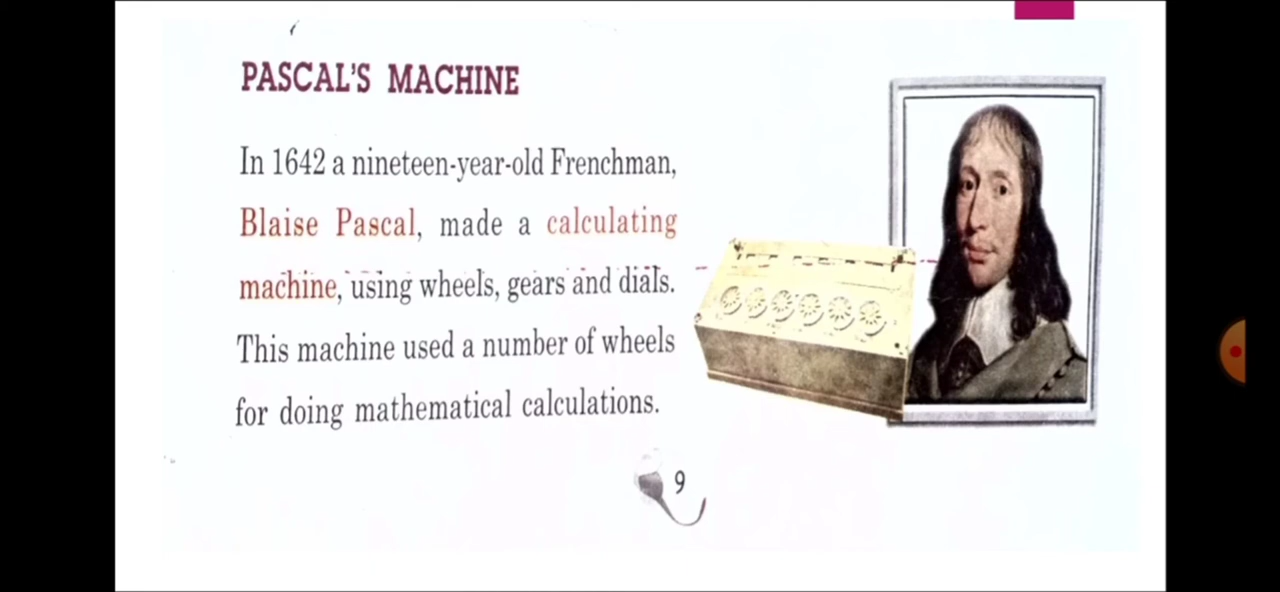 PASCAL'S MACHINE
In 1642 a nineteen-year-old Frenchman,
Blaise Pascal, made a calculating
machine, using wheels, gears and dials.
This machine used a number of wheels
for doing mathematical calculations.
9